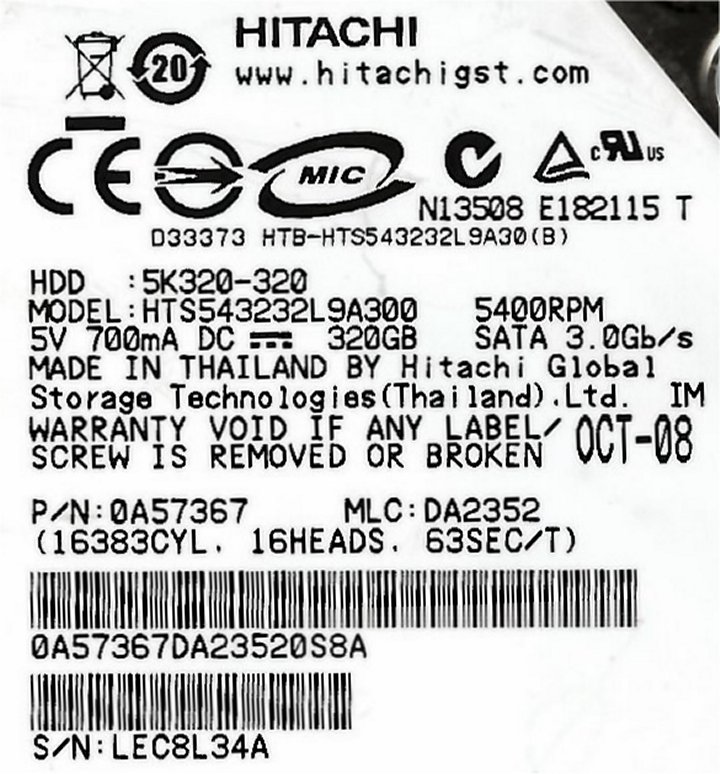 HITACHI
20
www.hitachigst.com
CE
MIC
c RU us
N13508 E182115 T
D33373 HTB-HTS543232L9A30(B)
HDD :5K320-320
MODEL:HTS543232L9A300 5400RPM
5V 700mA DC 320GB SATA 3.0Gb/s
MADE IN THAILAND BY Hitachi Global
Storage Technologies(Thailand).Ltd. IM
WARRANTY VOID IF ANY LABEL/ OCT-08
SCREW IS REMOVED OR BROKEN
P/N:0A57367 MLC:DA2352
(16383CYL. 16HEADS. 63SEC/T)
0A57367DA23520S8A
S/N:LEC8L34A